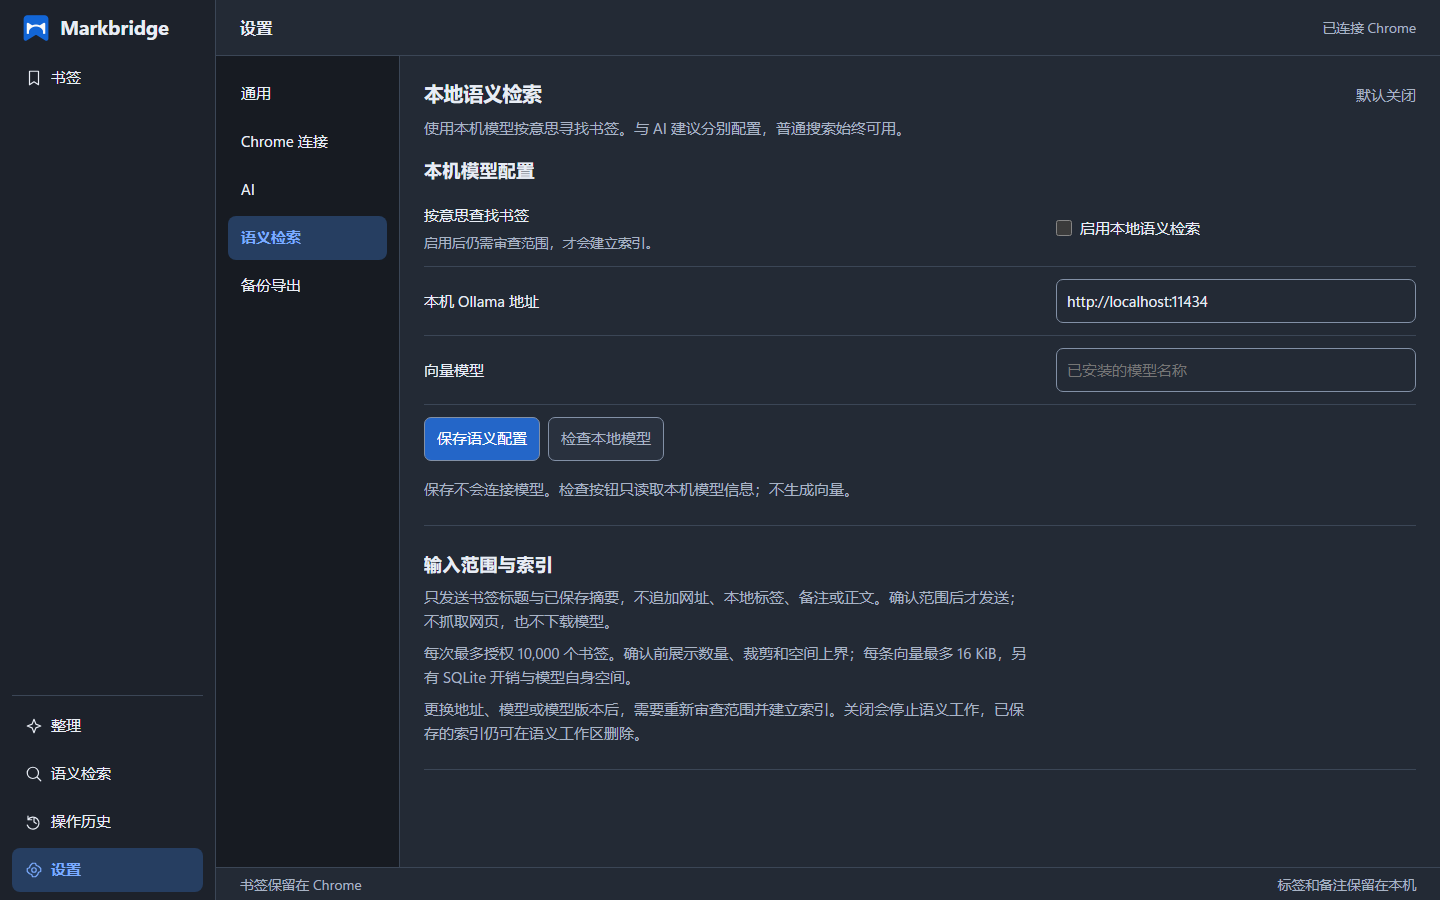 Markbridge
书签
整理
语义检索
操作历史
设置
设置
已连接 Chrome
通用
Chrome 连接
AI
语义检索
备份导出
本地语义检索
默认关闭
使用本机模型按意思寻找书签。与 AI 建议分别配置，普通搜索始终可用。
本机模型配置
按意思查找书签
启用后仍需审查范围，才会建立索引。
启用本地语义检索
本机 Ollama 地址
http://localhost:11434
向量模型
已安装的模型名称
保存语义配置
检查本地模型
保存不会连接模型。检查按钮只读取本机模型信息；不生成向量。
输入范围与索引
只发送书签标题与已保存摘要，不追加网址、本地标签、备注或正文。确认范围后才发送；
不抓取网页，也不下载模型。
每次最多授权 10,000 个书签。确认前展示数量、裁剪和空间上界；每条向量最多 16 KiB，另
有 SQLite 开销与模型自身空间。
更换地址、模型或模型版本后，需要重新审查范围并建立索引。关闭会停止语义工作，已保
存的索引仍可在语义工作区删除。
书签保留在 Chrome
标签和备注保留在本机